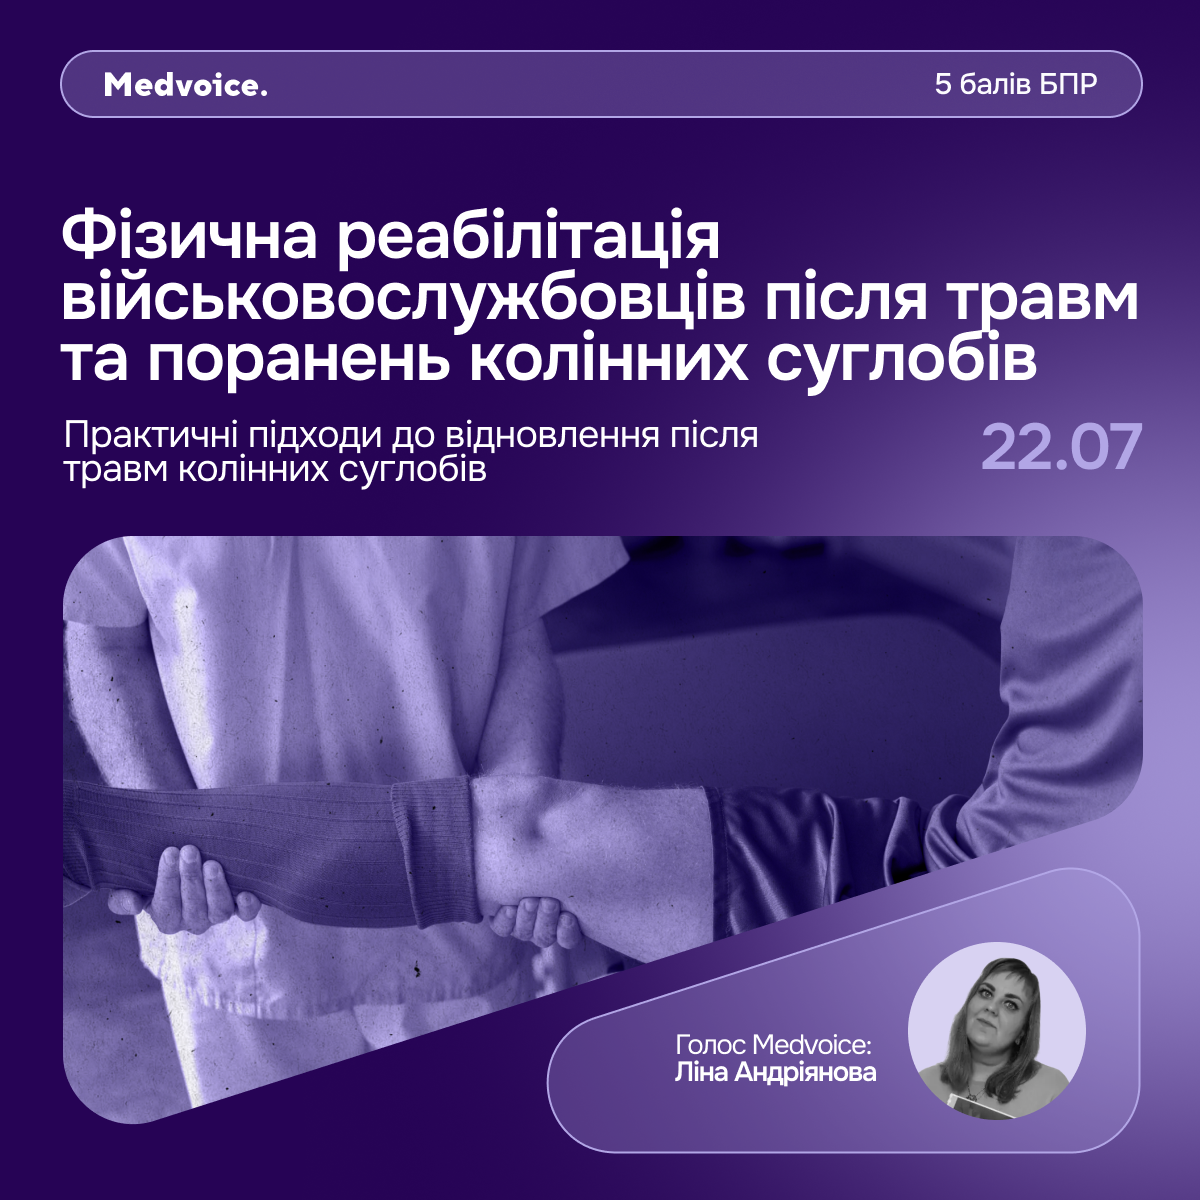 Medvoice.
5 балів БПР
Фізична реабілітація
військовослужбовців після травм
та поранень колінних суглобів
Практичні підходи до відновлення після
травм колінних суглобів
22.07
Голос Medvoice:
Ліна Андріянова